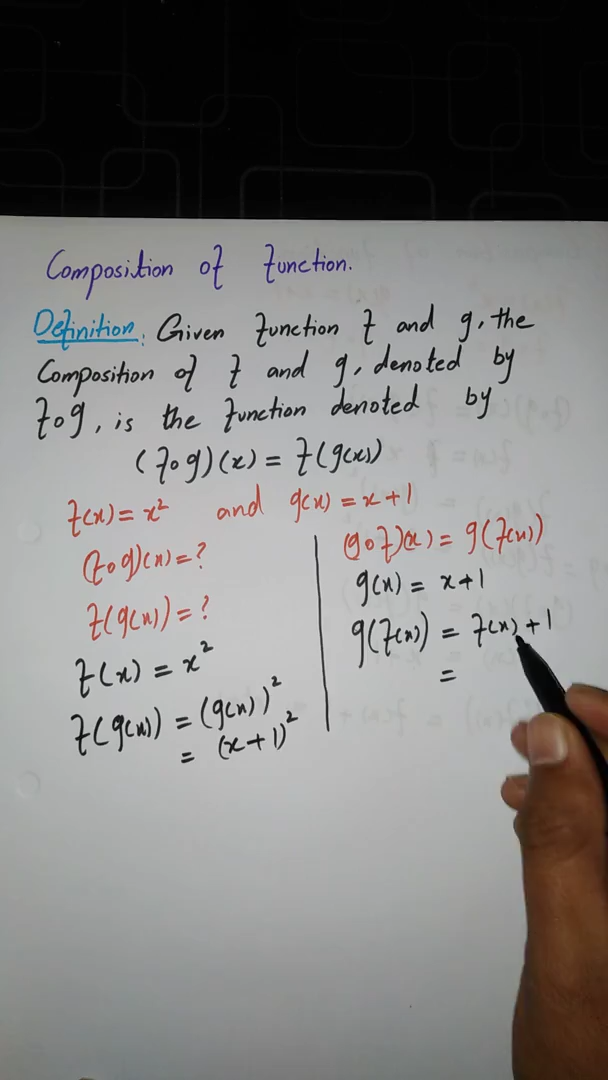 Composition of function.
Definition: Given function f and g, the
Composition of f and g, denoted by
fog, is the function denoted by
(fog)(x) = f(g(x))
f(x) = x² and g(x) = x+1
(fog)(x) = ?
f(g(x)) = ?
f(x) = x²
f(g(x)) = (g(x))²
= (x+1)²
(gof)(x) = g(f(x))
g(x) = x+1
g(f(x)) = f(x)+1
=